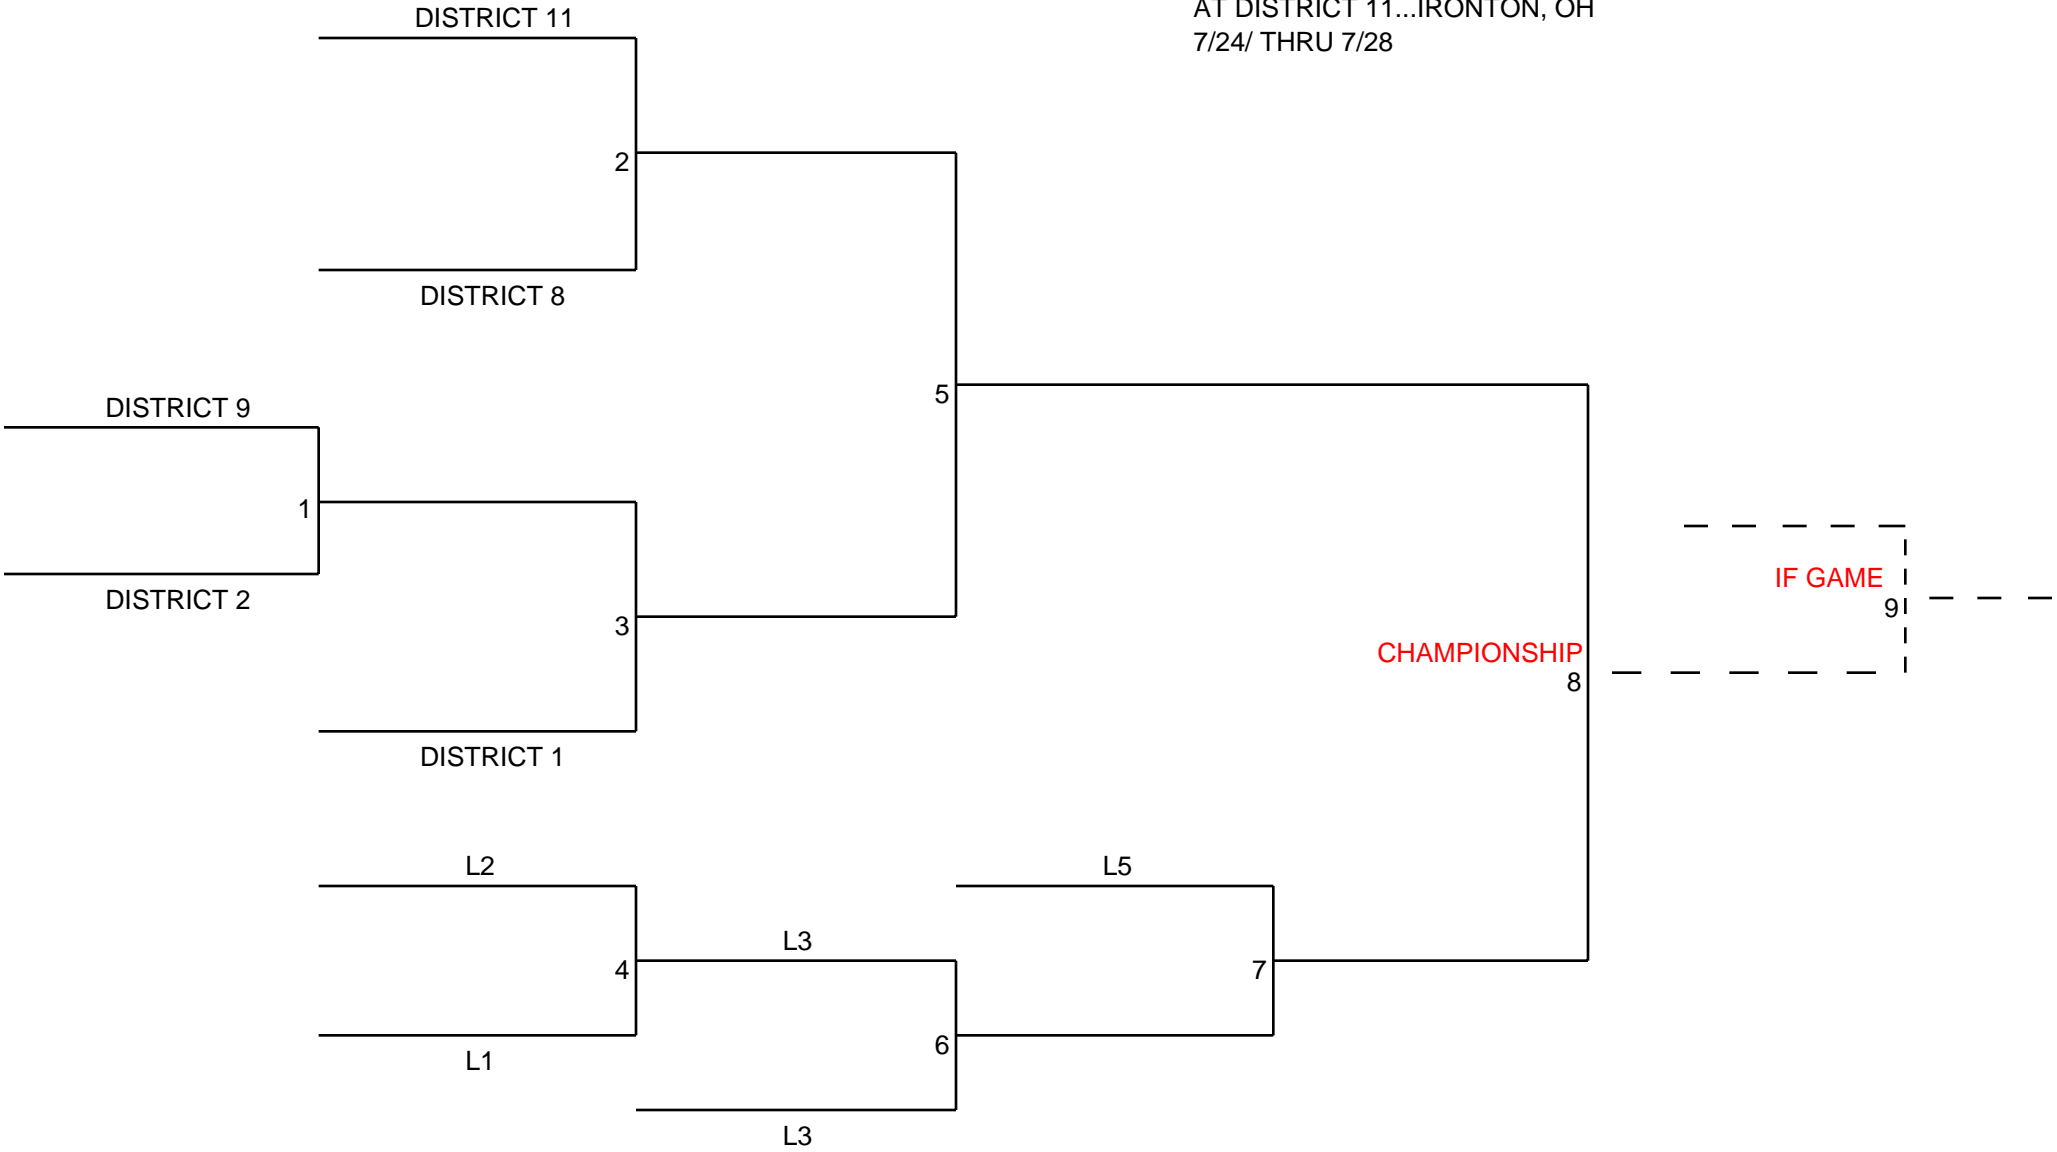 DISTRICT 11
AT DISTRICT 11...IRONTON, OH
7/24/ THRU 7/28
2
DISTRICT 8
5
DISTRICT 9
1
DISTRICT 2
IF GAME
9
3
CHAMPIONSHIP
8
DISTRICT 1
L2
L5
L3
4
7
L1
6
L3